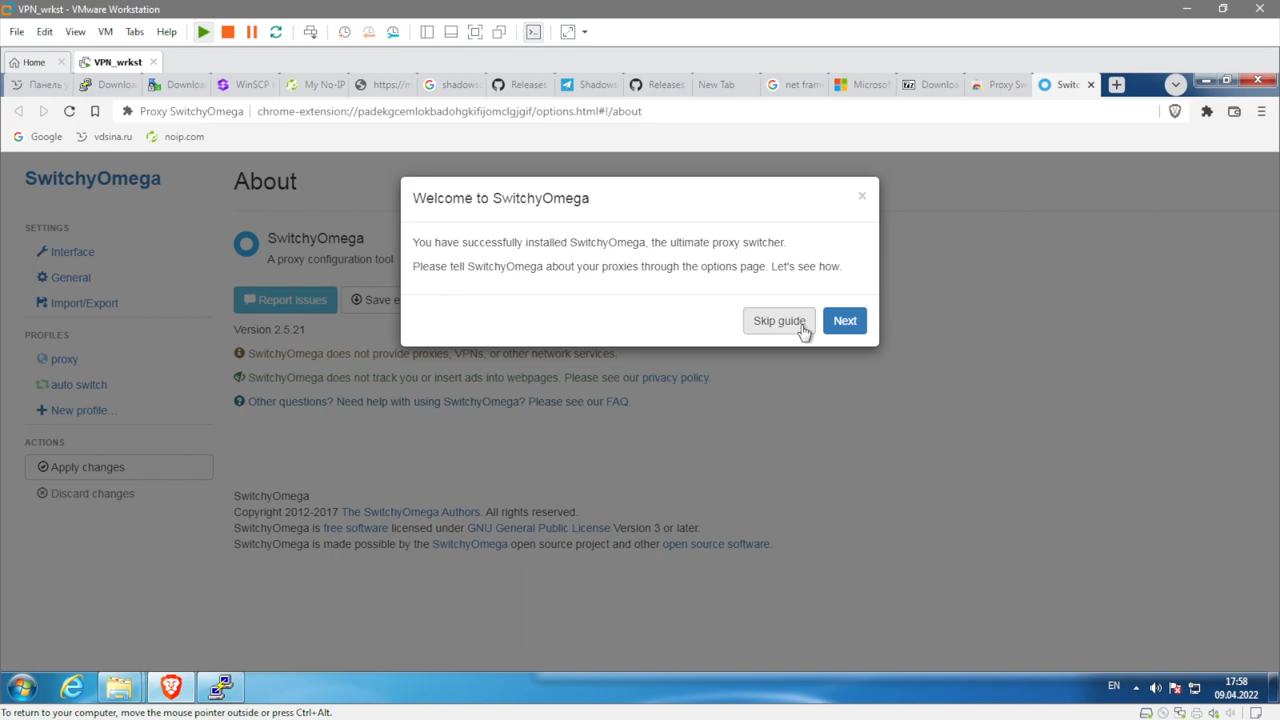 VPN_wrkst - VMware Workstation
File Edit View VM Tabs Help
Home VPN_wrkst
Панель Downlo Downloa WinSCP My No-IP https://m shadows Releases Shadows Releases New Tab net fram Microsof Downlo Proxy Sw Switc
Proxy SwitchyOmega chrome-extension://padekgcemlokbadohgkifijomclgjgif/options.html#!/about
Google vdsina.ru noip.com
SwitchyOmega
About
Welcome to SwitchyOmega ×
SETTINGS
SwitchyOmega
You have successfully installed SwitchyOmega, the ultimate proxy switcher.
Interface
A proxy configuration tool
Please tell SwitchyOmega about your proxies through the options page. Let's see how.
General
Import/Export
Report issues
Save e
Skip guide Next
Version 2.5.21
PROFILES
SwitchyOmega does not provide proxies, VPNs, or other network services.
proxy
SwitchyOmega does not track you or insert ads into webpages. Please see our privacy policy.
auto switch
Other questions? Need help with using SwitchyOmega? Please see our FAQ.
New profile...
ACTIONS
Apply changes
Discard changes
SwitchyOmega
Copyright 2012-2017 The SwitchyOmega Authors. All rights reserved.
SwitchyOmega is free software licensed under GNU General Public License Version 3 or later.
SwitchyOmega is made possible by the SwitchyOmega open source project and other open source software.
EN 17:58
09.04.2022
To return to your computer, move the mouse pointer outside or press Ctrl+Alt.